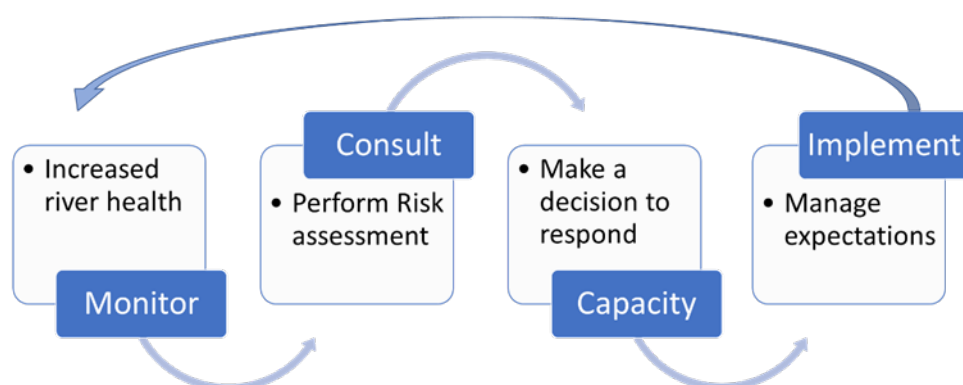 • Increased
river health
Monitor
Consult
• Perform Risk
assessment
• Make a
decision to
respond
Capacity
Implement
• Manage
expectations